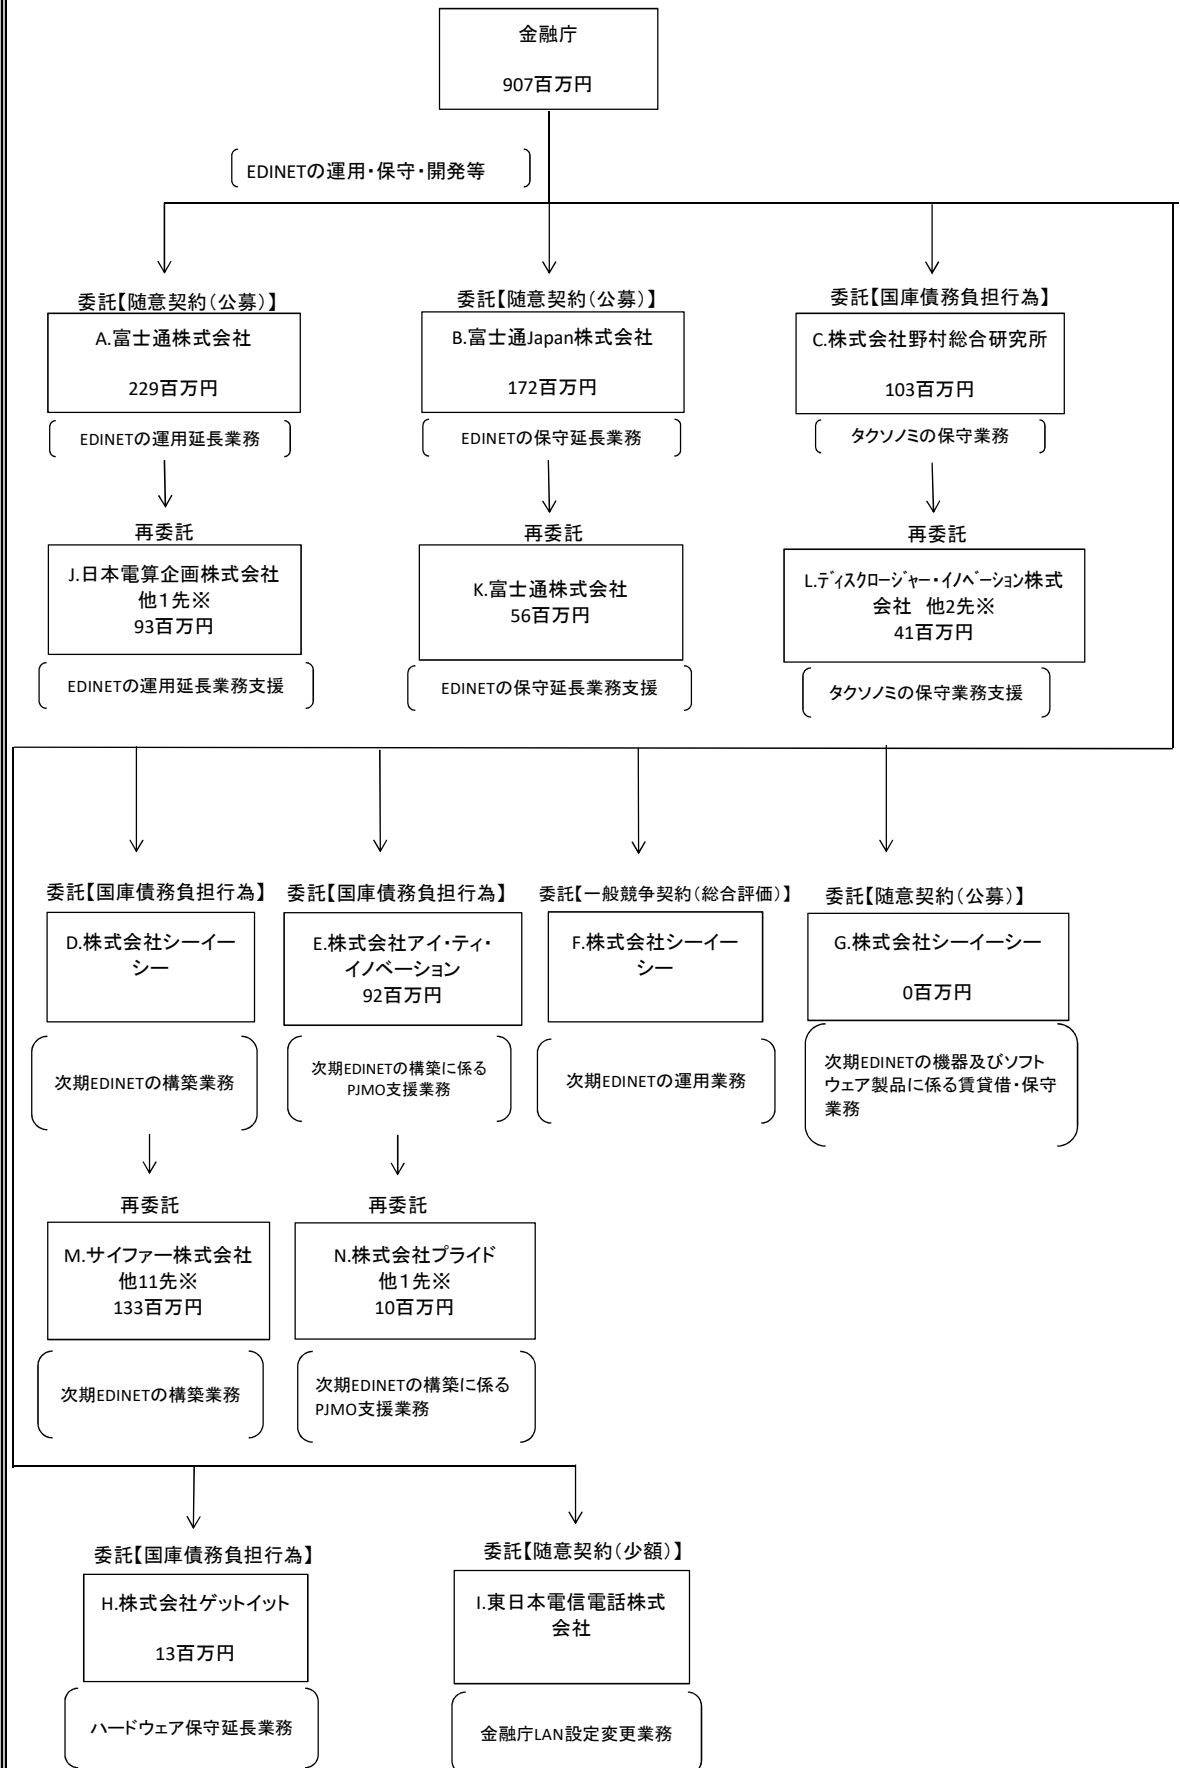 金融庁
907百万円
EDINETの運用・保守・開発等
委託【随意契約（公募）】
A.富士通株式会社
229百万円
EDINETの運用延長業務
再委託
J.日本電算企画株式会社
他１先※
93百万円
EDINETの運用延長業務支援
委託【随意契約（公募）】
B.富士通Japan株式会社
172百万円
EDINETの保守延長業務
再委託
K.富士通株式会社
56百万円
EDINETの保守延長業務支援
委託【国庫債務負担行為】
C.株式会社野村総合研究所
103百万円
タクソノミの保守業務
再委託
L.ﾃﾞｨｽｸﾛｰｼﾞｬｰ・ｲﾉﾍﾞｰｼｮﾝ株式
会社　他2先※
41百万円
タクソノミの保守業務支援
委託【国庫債務負担行為】
D.株式会社シーイー
シー
次期EDINETの構築業務
再委託
M.サイファー株式会社
他11先※
133百万円
次期EDINETの構築業務
委託【国庫債務負担行為】
E.株式会社アイ・ティ・
イノベーション
92百万円
次期EDINETの構築に係る
PJMO支援業務
再委託
N.株式会社プライド
他１先※
10百万円
次期EDINETの構築に係る
PJMO支援業務
委託【一般競争契約（総合評価）】
F.株式会社シーイー
シー
次期EDINETの運用業務
委託【随意契約（公募）】
G.株式会社シーイーシー
0百万円
次期EDINETの機器及びソフト
ウェア製品に係る賃貸借・保守
業務
委託【国庫債務負担行為】
H.株式会社ゲットイット
13百万円
ハードウェア保守延長業務
委託【随意契約（少額）】
I.東日本電信電話株式
会社
金融庁LAN設定変更業務